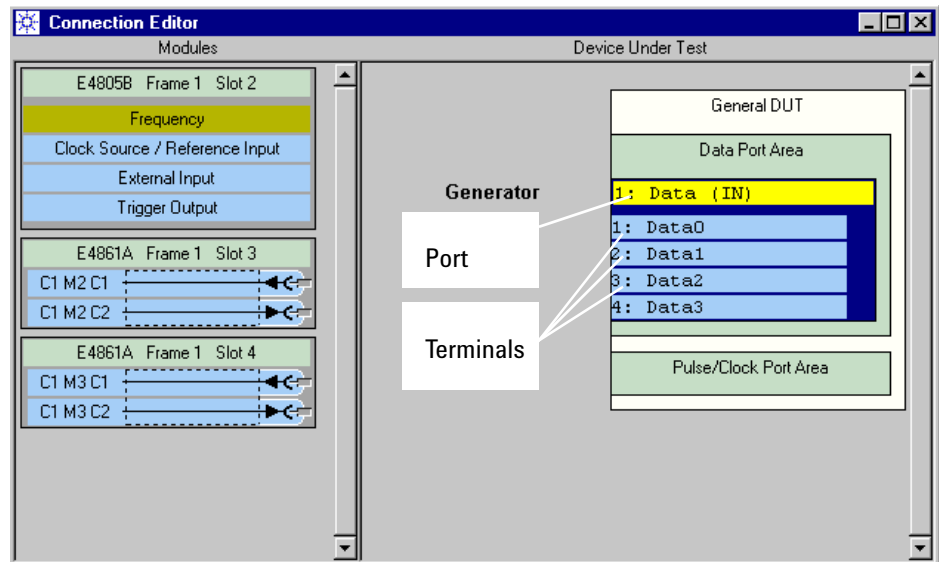 Connection Editor
Modules
Device Under Test
E4805B Frame 1 Slot 2
Frequency
Clock Source / Reference Input
External Input
Trigger Output
E4861A Frame 1 Slot 3
C1 M2 C1
C1 M2 C2
E4861A Frame 1 Slot 4
C1 M3 C1
C1 M3 C2
General DUT
Data Port Area
Generator
1: Data (IN)
Port
1: Data0
2: Data1
3: Data2
4: Data3
Terminals
Pulse/Clock Port Area